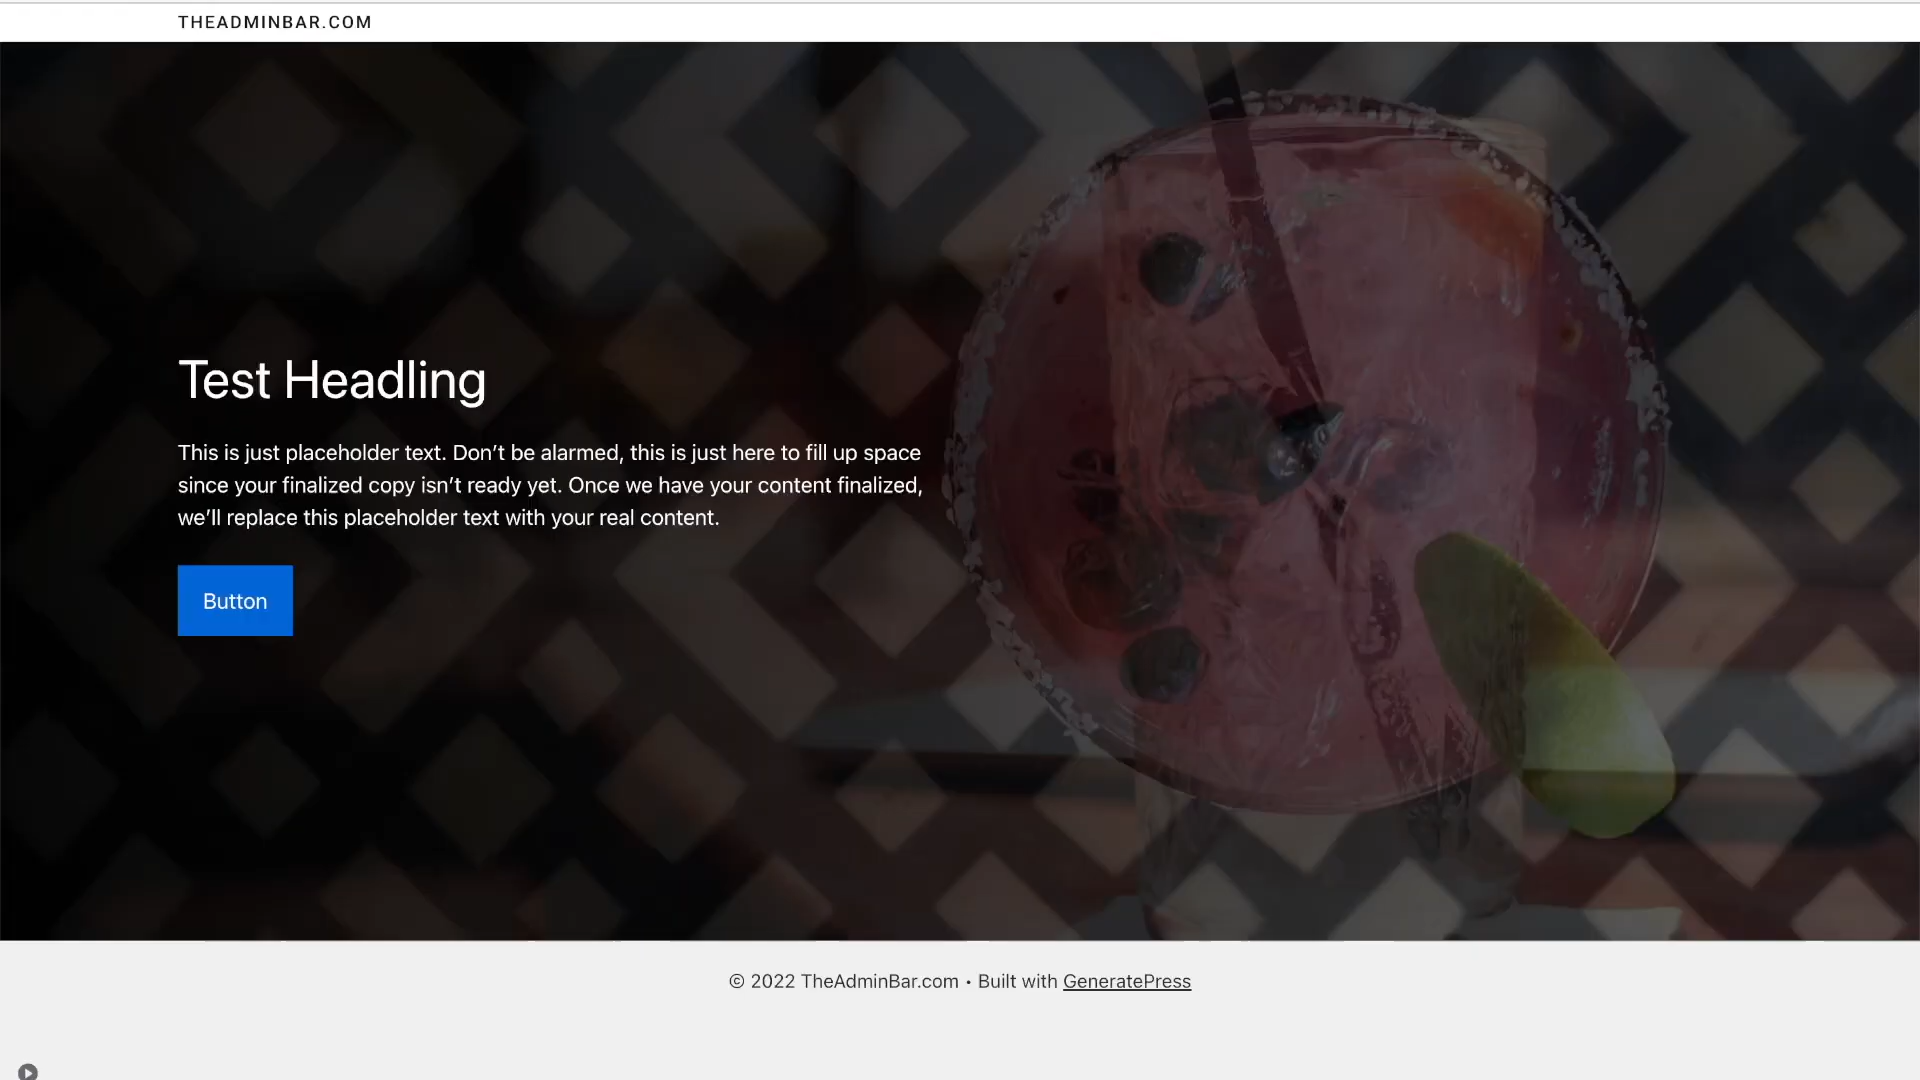 THEADMINBAR.COM
Test Headling
This is just placeholder text. Don’t be alarmed, this is just here to fill up space
since your finalized copy isn’t ready yet. Once we have your content finalized,
we’ll replace this placeholder text with your real content.
Button
© 2022 TheAdminBar.com • Built with GeneratePress